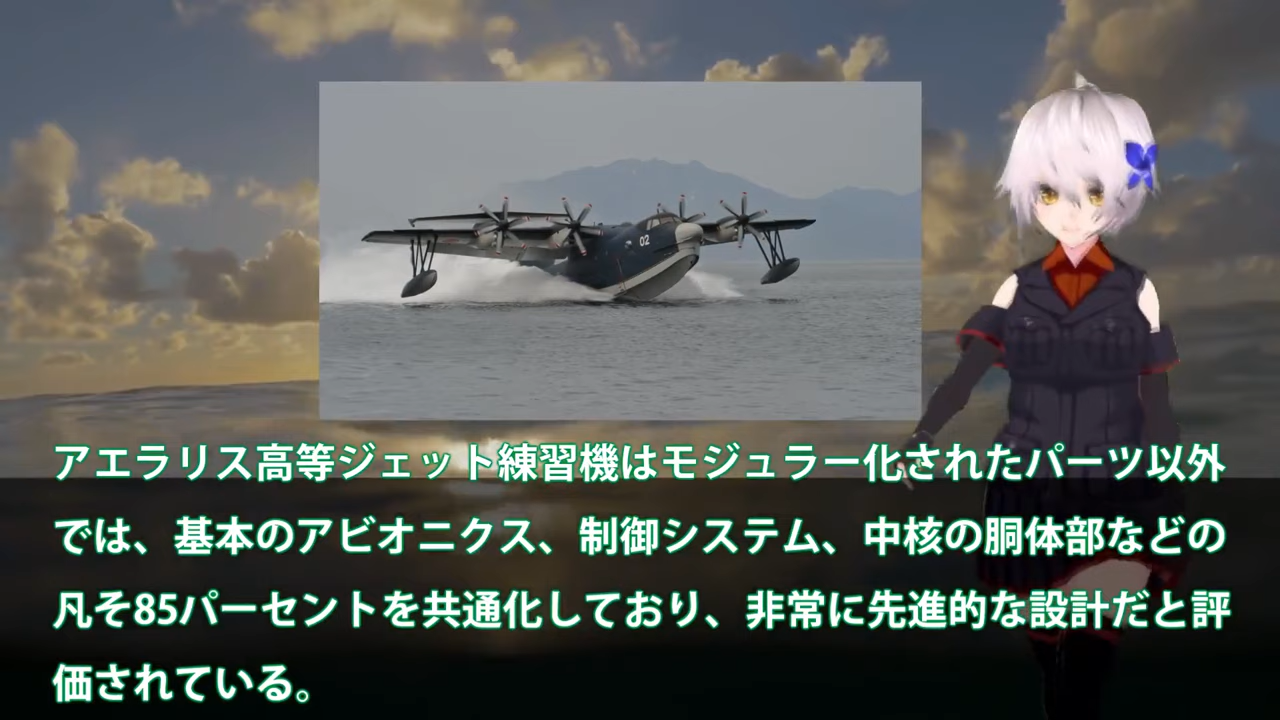 02
アエラリス高等ジェット練習機はモジュラー化されたパーツ以外
では、基本のアビオニクス、制御システム、中核の胴体部などの
凡そ85パーセントを共通化しており、非常に先進的な設計だと評
価されている。